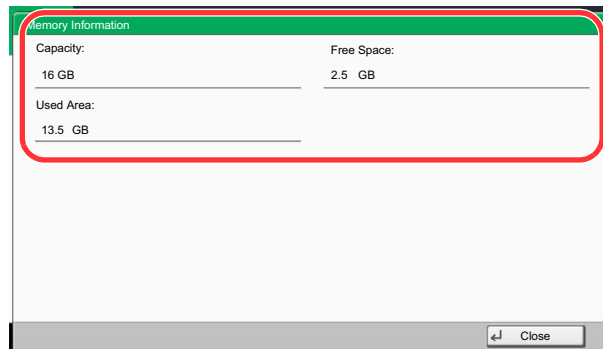 Memory Information
Capacity:
Free Space:
16 GB
2.5 GB
Used Area:
13.5 GB
Close